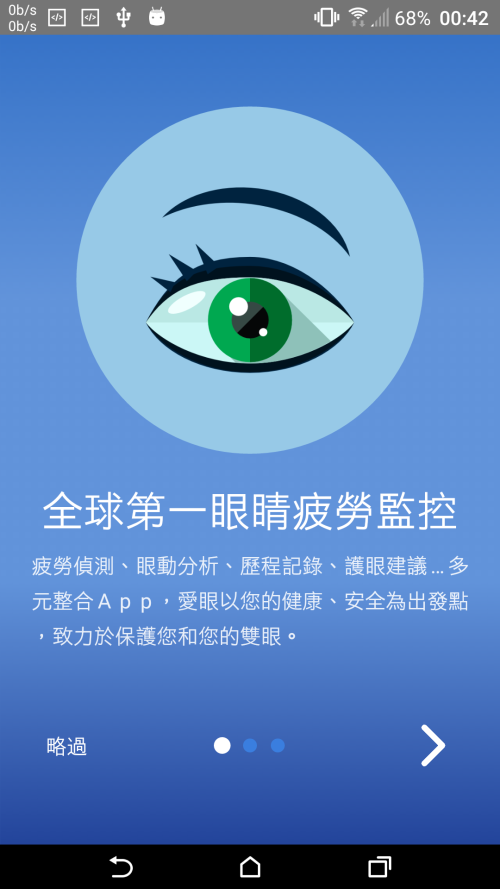 0b/s
0b/s
68% 00:42
全球第一眼睛疲勞監控
疲勞偵測、眼動分析、歷程記錄、護眼建議...多
元整合Ａｐｐ，愛眼以您的健康、安全為出發點
，致力於保護您和您的雙眼。
略過